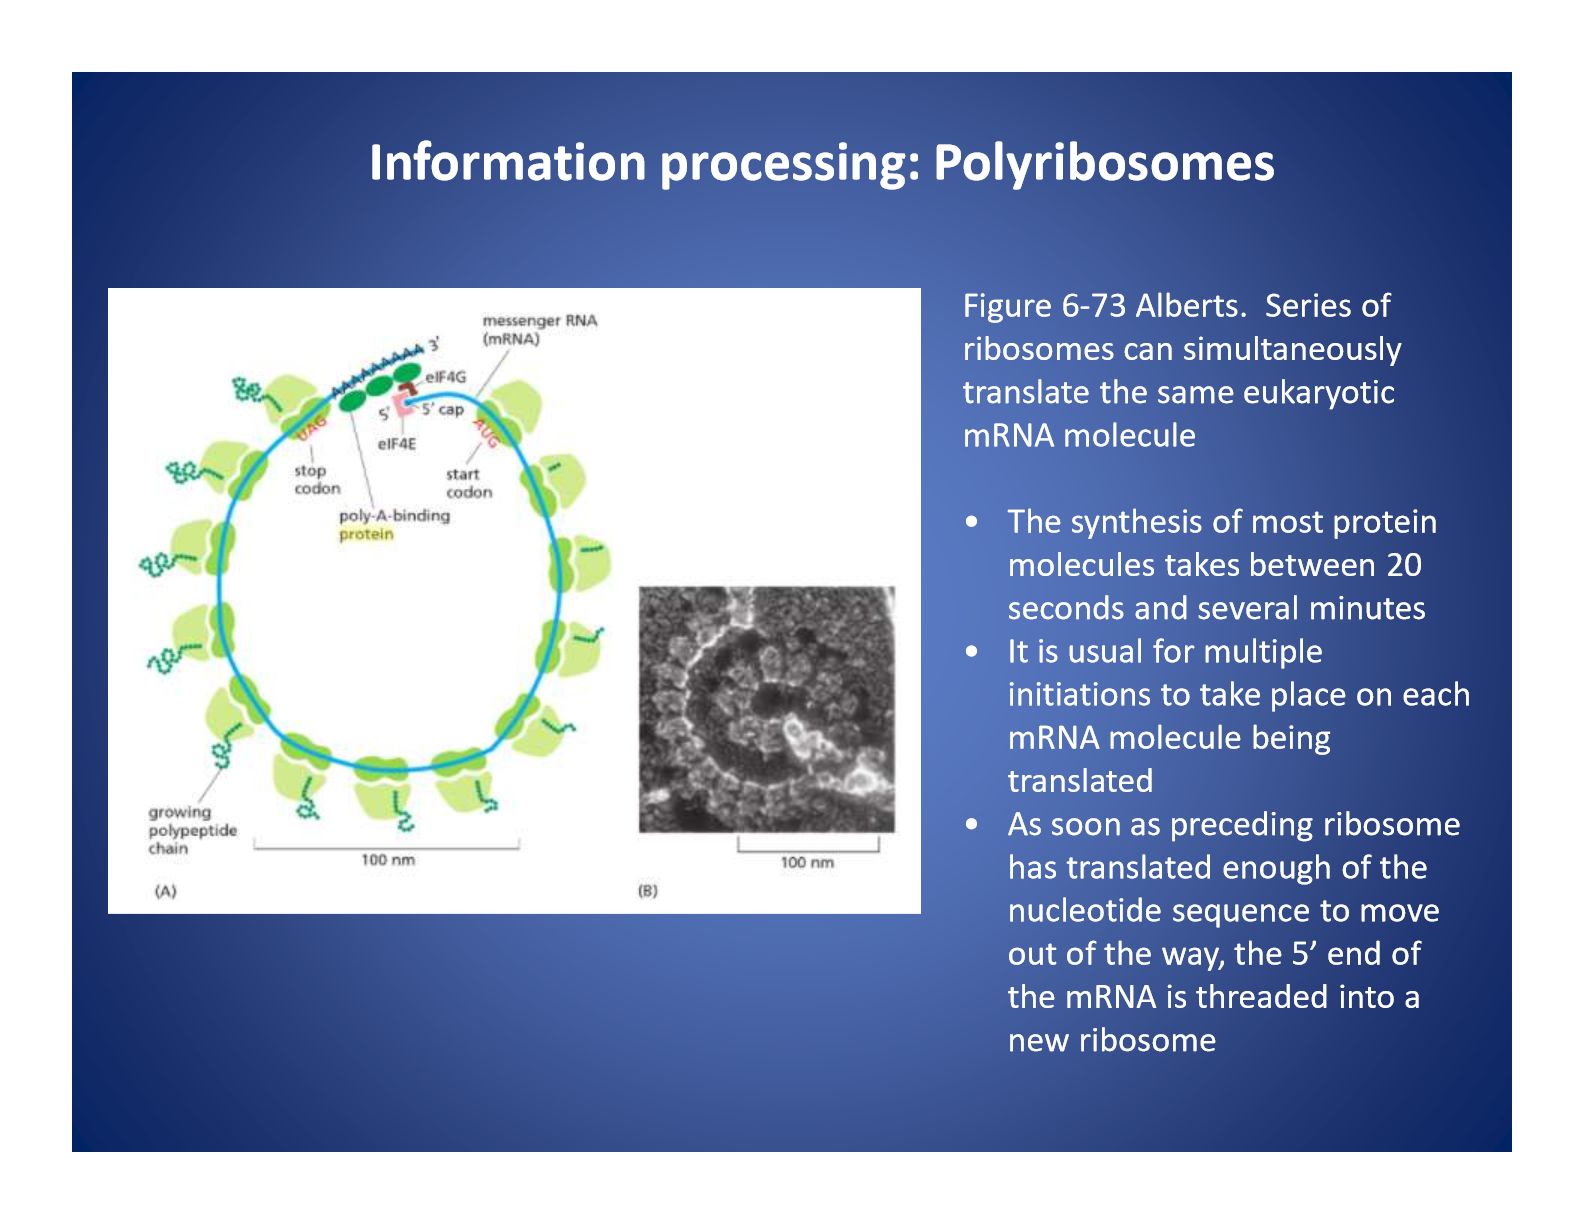 Information processing: Polyribosomes
messenger RNA
(mRNA)
AAAAAAAAA 3'
eIF4G
5'
5' cap
eIF4E
UAG
AUG
stop
codon
start
codon
poly-A-binding
protein
growing
polypeptide
chain
100 nm
100 nm
(A)
(B)
Figure 6-73 Alberts.  Series of
ribosomes can simultaneously
translate the same eukaryotic
mRNA molecule
• The synthesis of most protein
molecules takes between 20
seconds and several minutes
• It is usual for multiple
initiations to take place on each
mRNA molecule being
translated
• As soon as preceding ribosome
has translated enough of the
nucleotide sequence to move
out of the way, the 5’ end of
the mRNA is threaded into a
new ribosome